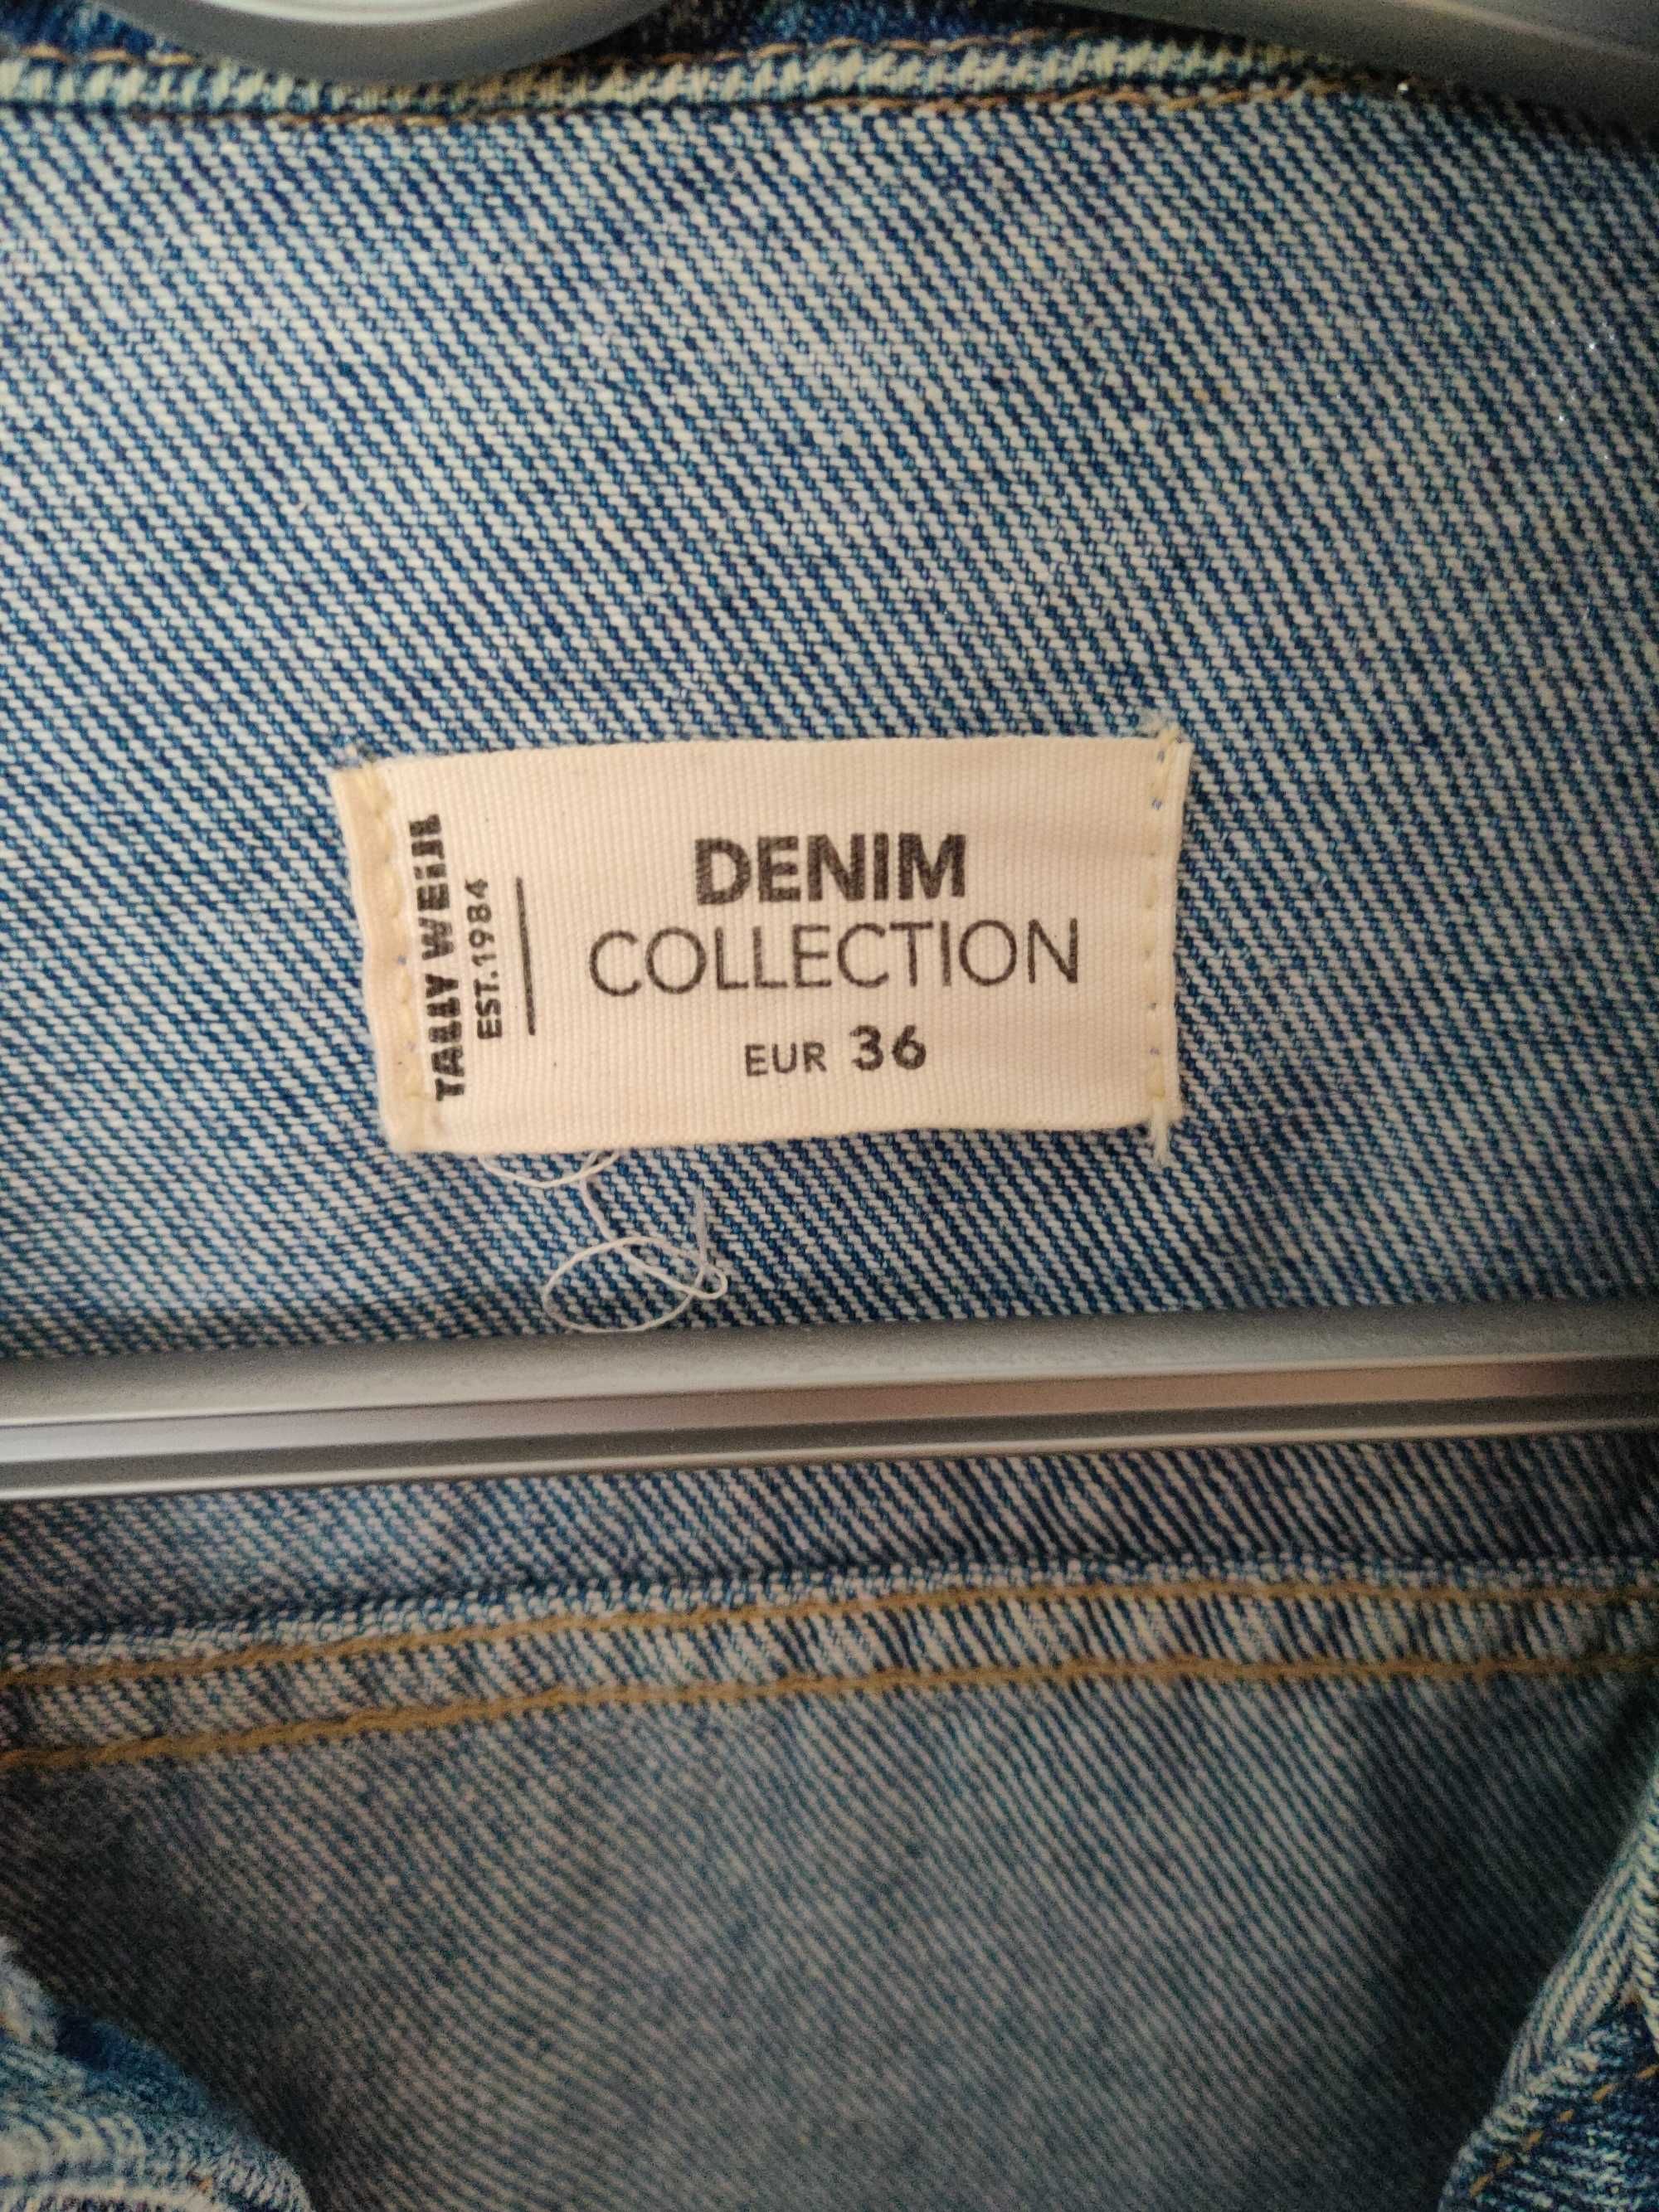 TALLY WEiJL
EST.1984
DENIM
COLLECTION
EUR 36